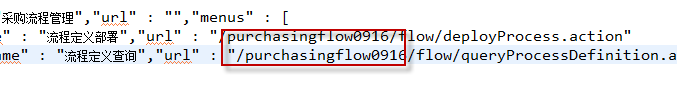 采购流程管理","url" : "","menus" : [
e" : "流程定义部署","url" : "/purchasingflow0916/flow/deployProcess.action"
ame" : "流程定义查询","url" : "/purchasingflow0916/flow/queryProcessDefinition.a